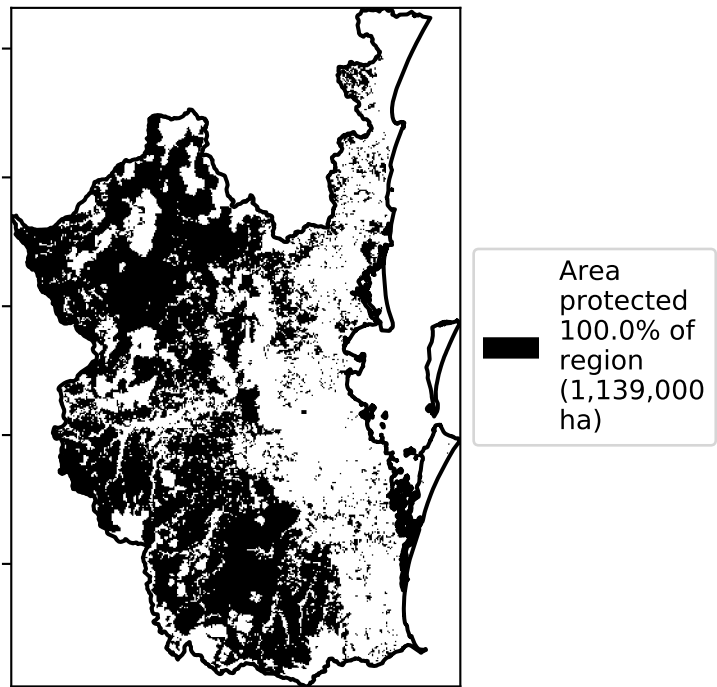 Area
protected
100.0% of
region
(1,139,000
ha)